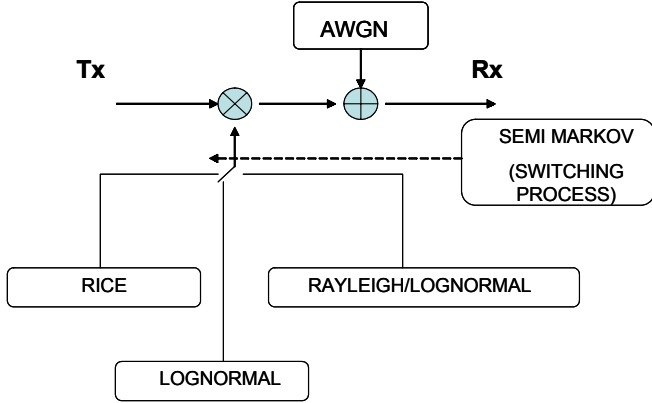 AWGN
Tx
Rx
SEMI MARKOV
(SWITCHING
PROCESS)
RICE
RAYLEIGH/LOGNORMAL
LOGNORMAL